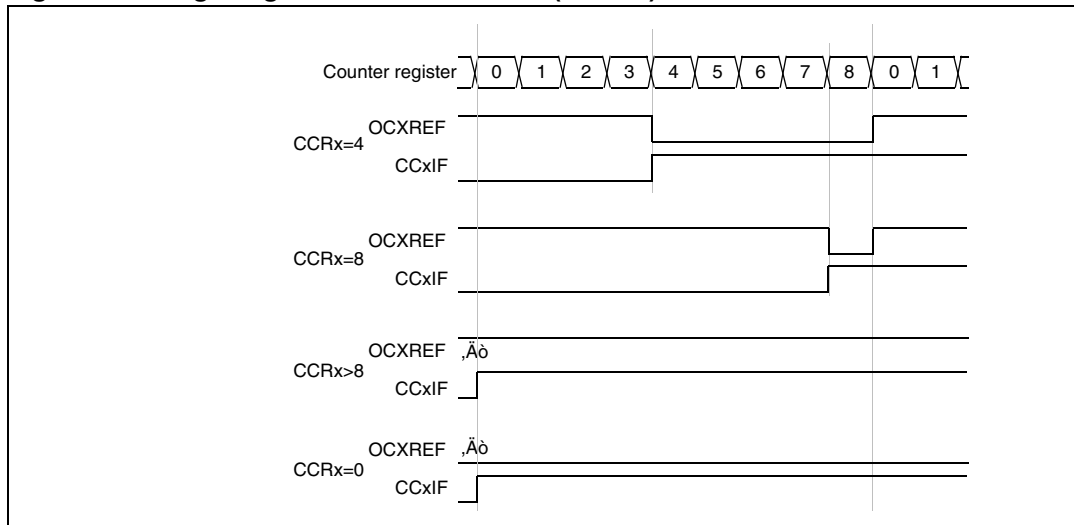 Counter register 0 1 2 3 4 5 6 7 8 0 1
OCXREF
CCRx=4
CCxIF
OCXREF
CCRx=8
CCxIF
OCXREF ‚Äò
CCRx>8
CCxIF
OCXREF ‚Äò
CCRx=0
CCxIF